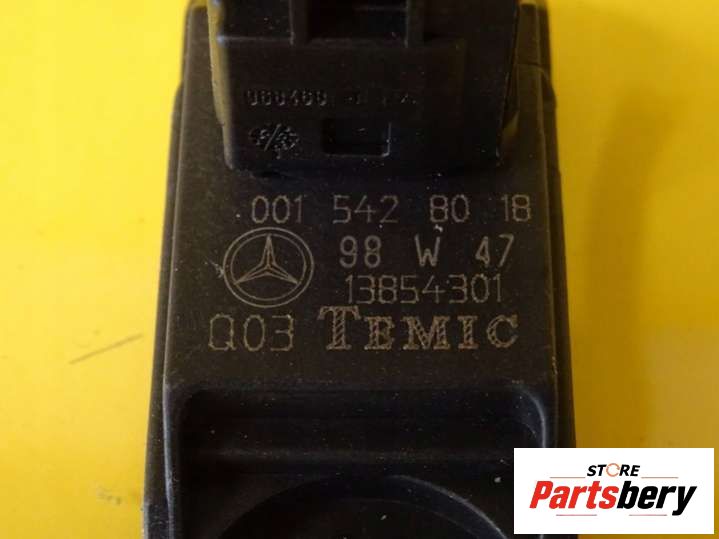 001 542 80 18
98 W 47
13854301
Q03 TEMIC
STORE
Partsbery